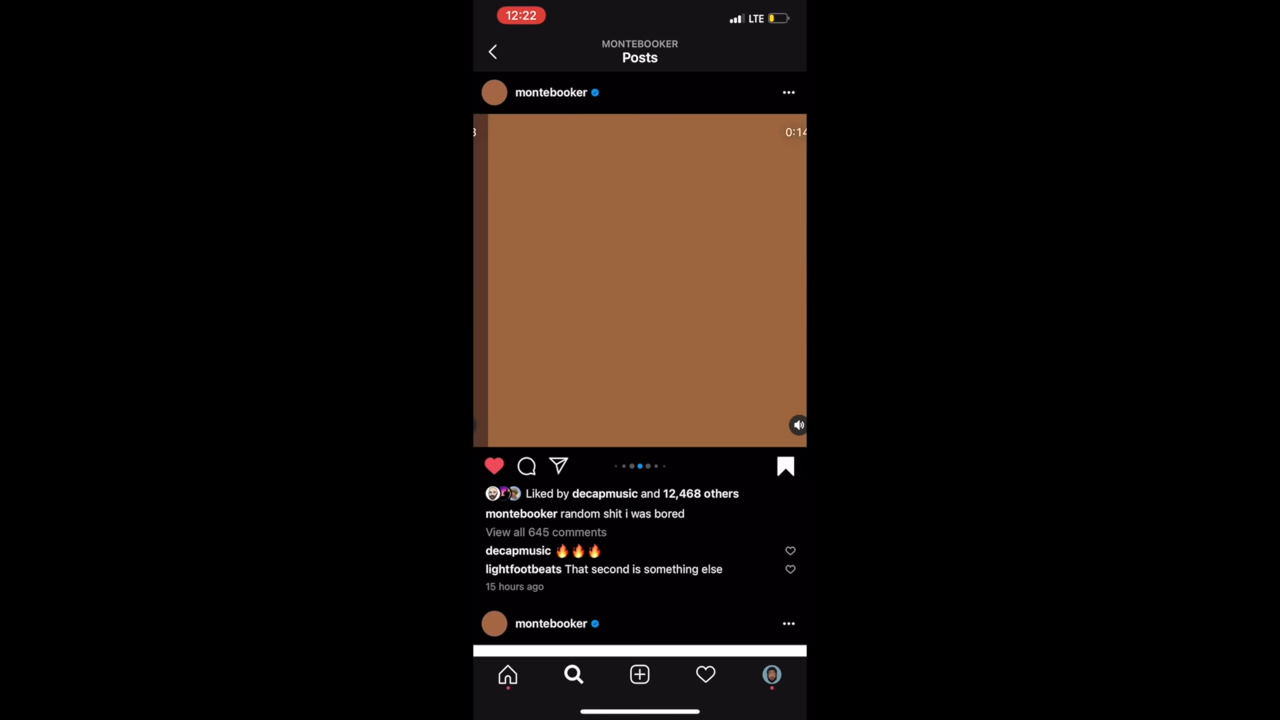 12:22
LTE
MONTEBOOKER
Posts
montebooker
0:14
Liked by decapmusic and 12,468 others
montebooker random shit i was bored
View all 645 comments
decapmusic 🔥🔥🔥
lightfootbeats That second is something else
15 hours ago
montebooker